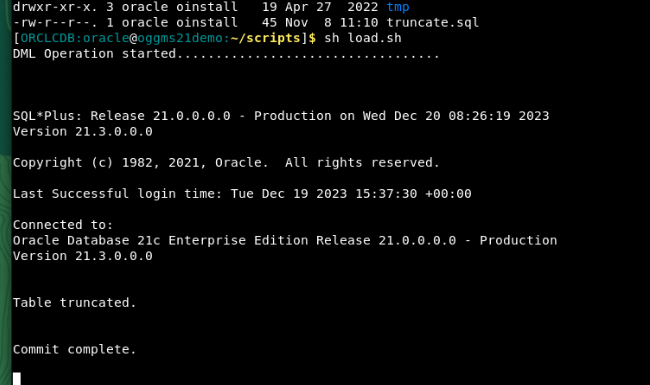 drwxr-xr-x. 3 oracle oinstall   19 Apr 27  2022 tmp
-rw-r--r--. 1 oracle oinstall   45 Nov  8 11:10 truncate.sql
[ORCLCDB:oracle@oggms21demo:~/scripts]$ sh load.sh
DML Operation started.................................
SQL*Plus: Release 21.0.0.0.0 - Production on Wed Dec 20 08:26:19 2023
Version 21.3.0.0.0
Copyright (c) 1982, 2021, Oracle.  All rights reserved.
Last Successful login time: Tue Dec 19 2023 15:37:30 +00:00
Connected to:
Oracle Database 21c Enterprise Edition Release 21.0.0.0.0 - Production
Version 21.3.0.0.0
Table truncated.
Commit complete.